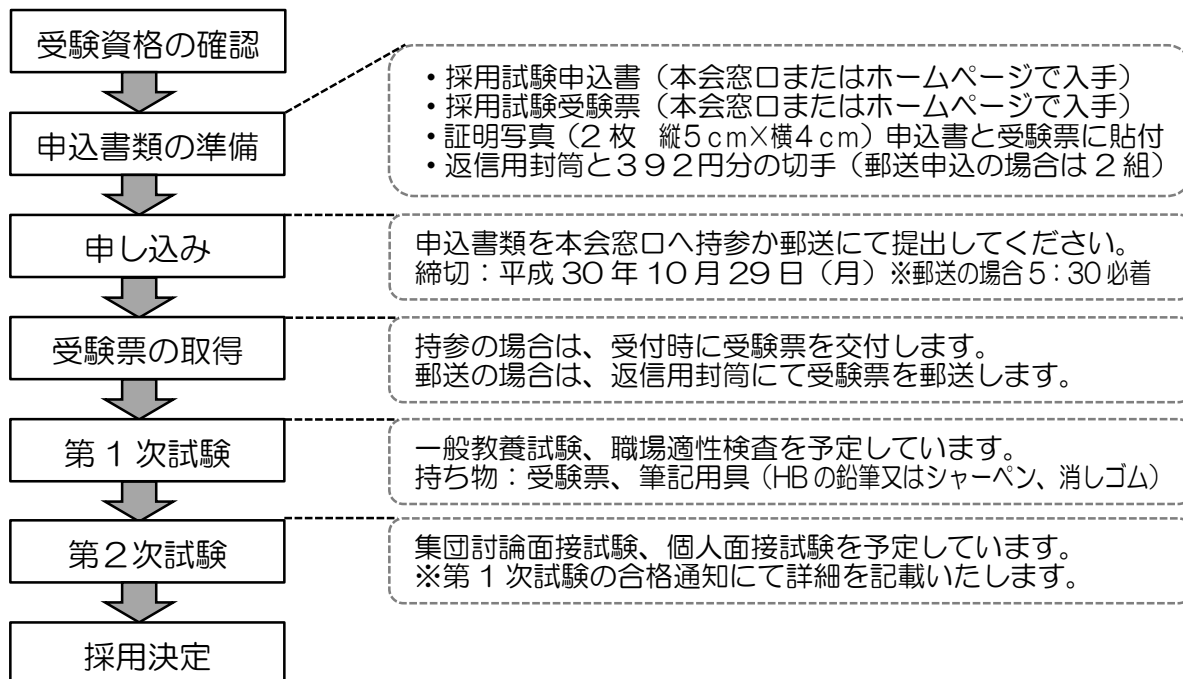 受験資格の確認
申込書類の準備
・採用試験申込書（本会窓口またはホームページで入手）
・採用試験受験票（本会窓口またはホームページで入手）
・証明写真（２枚　縦５cm×横４cm）申込書と受験票に貼付
・返信用封筒と３９２円分の切手（郵送申込の場合は２組）
申し込み
申込書類を本会窓口へ持参か郵送にて提出してください。
締切：平成 30 年 10 月 29 日（月）※郵送の場合 5：30 必着
受験票の取得
持参の場合は、受付時に受験票を交付します。
郵送の場合は、返信用封筒にて受験票を郵送します。
第 1 次試験
一般教養試験、職場適性検査を予定しています。
持ち物：受験票、筆記用具（HB の鉛筆又はシャーペン、消しゴム）
第２次試験
集団討論面接試験、個人面接試験を予定しています。
※第 1 次試験の合格通知にて詳細を記載いたします。
採用決定